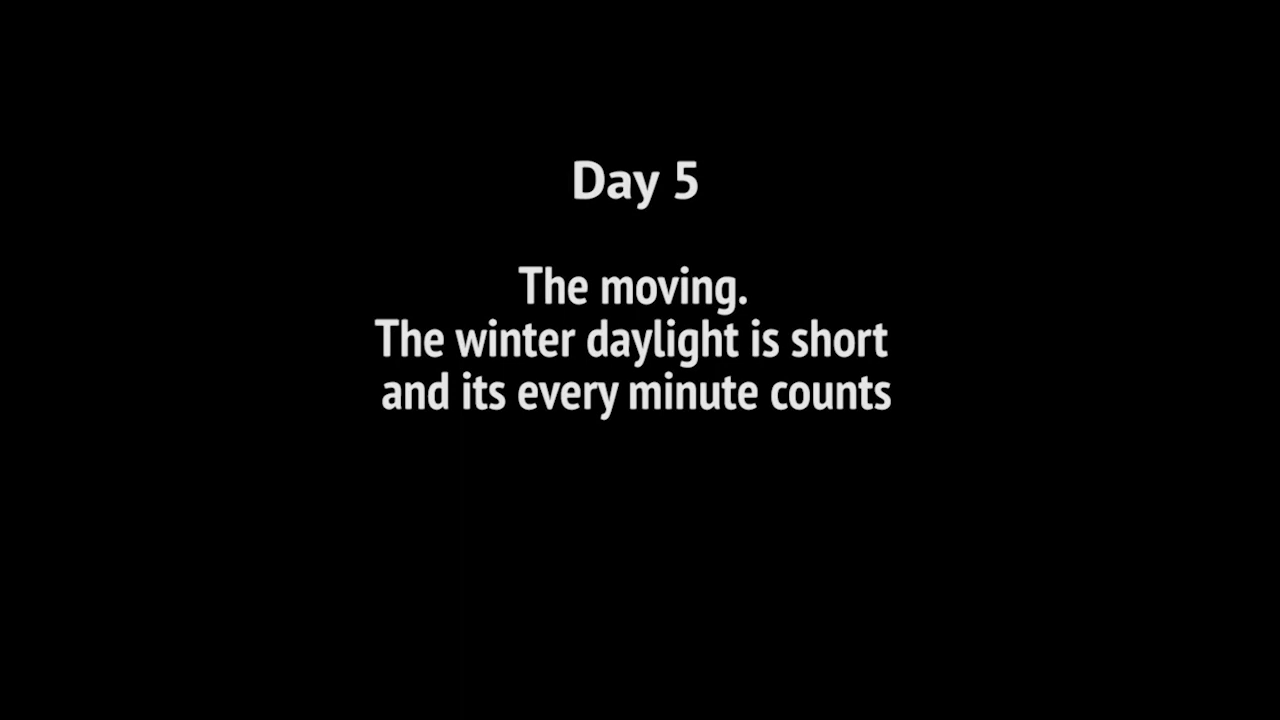 Day 5
The moving.
The winter daylight is short
and its every minute counts